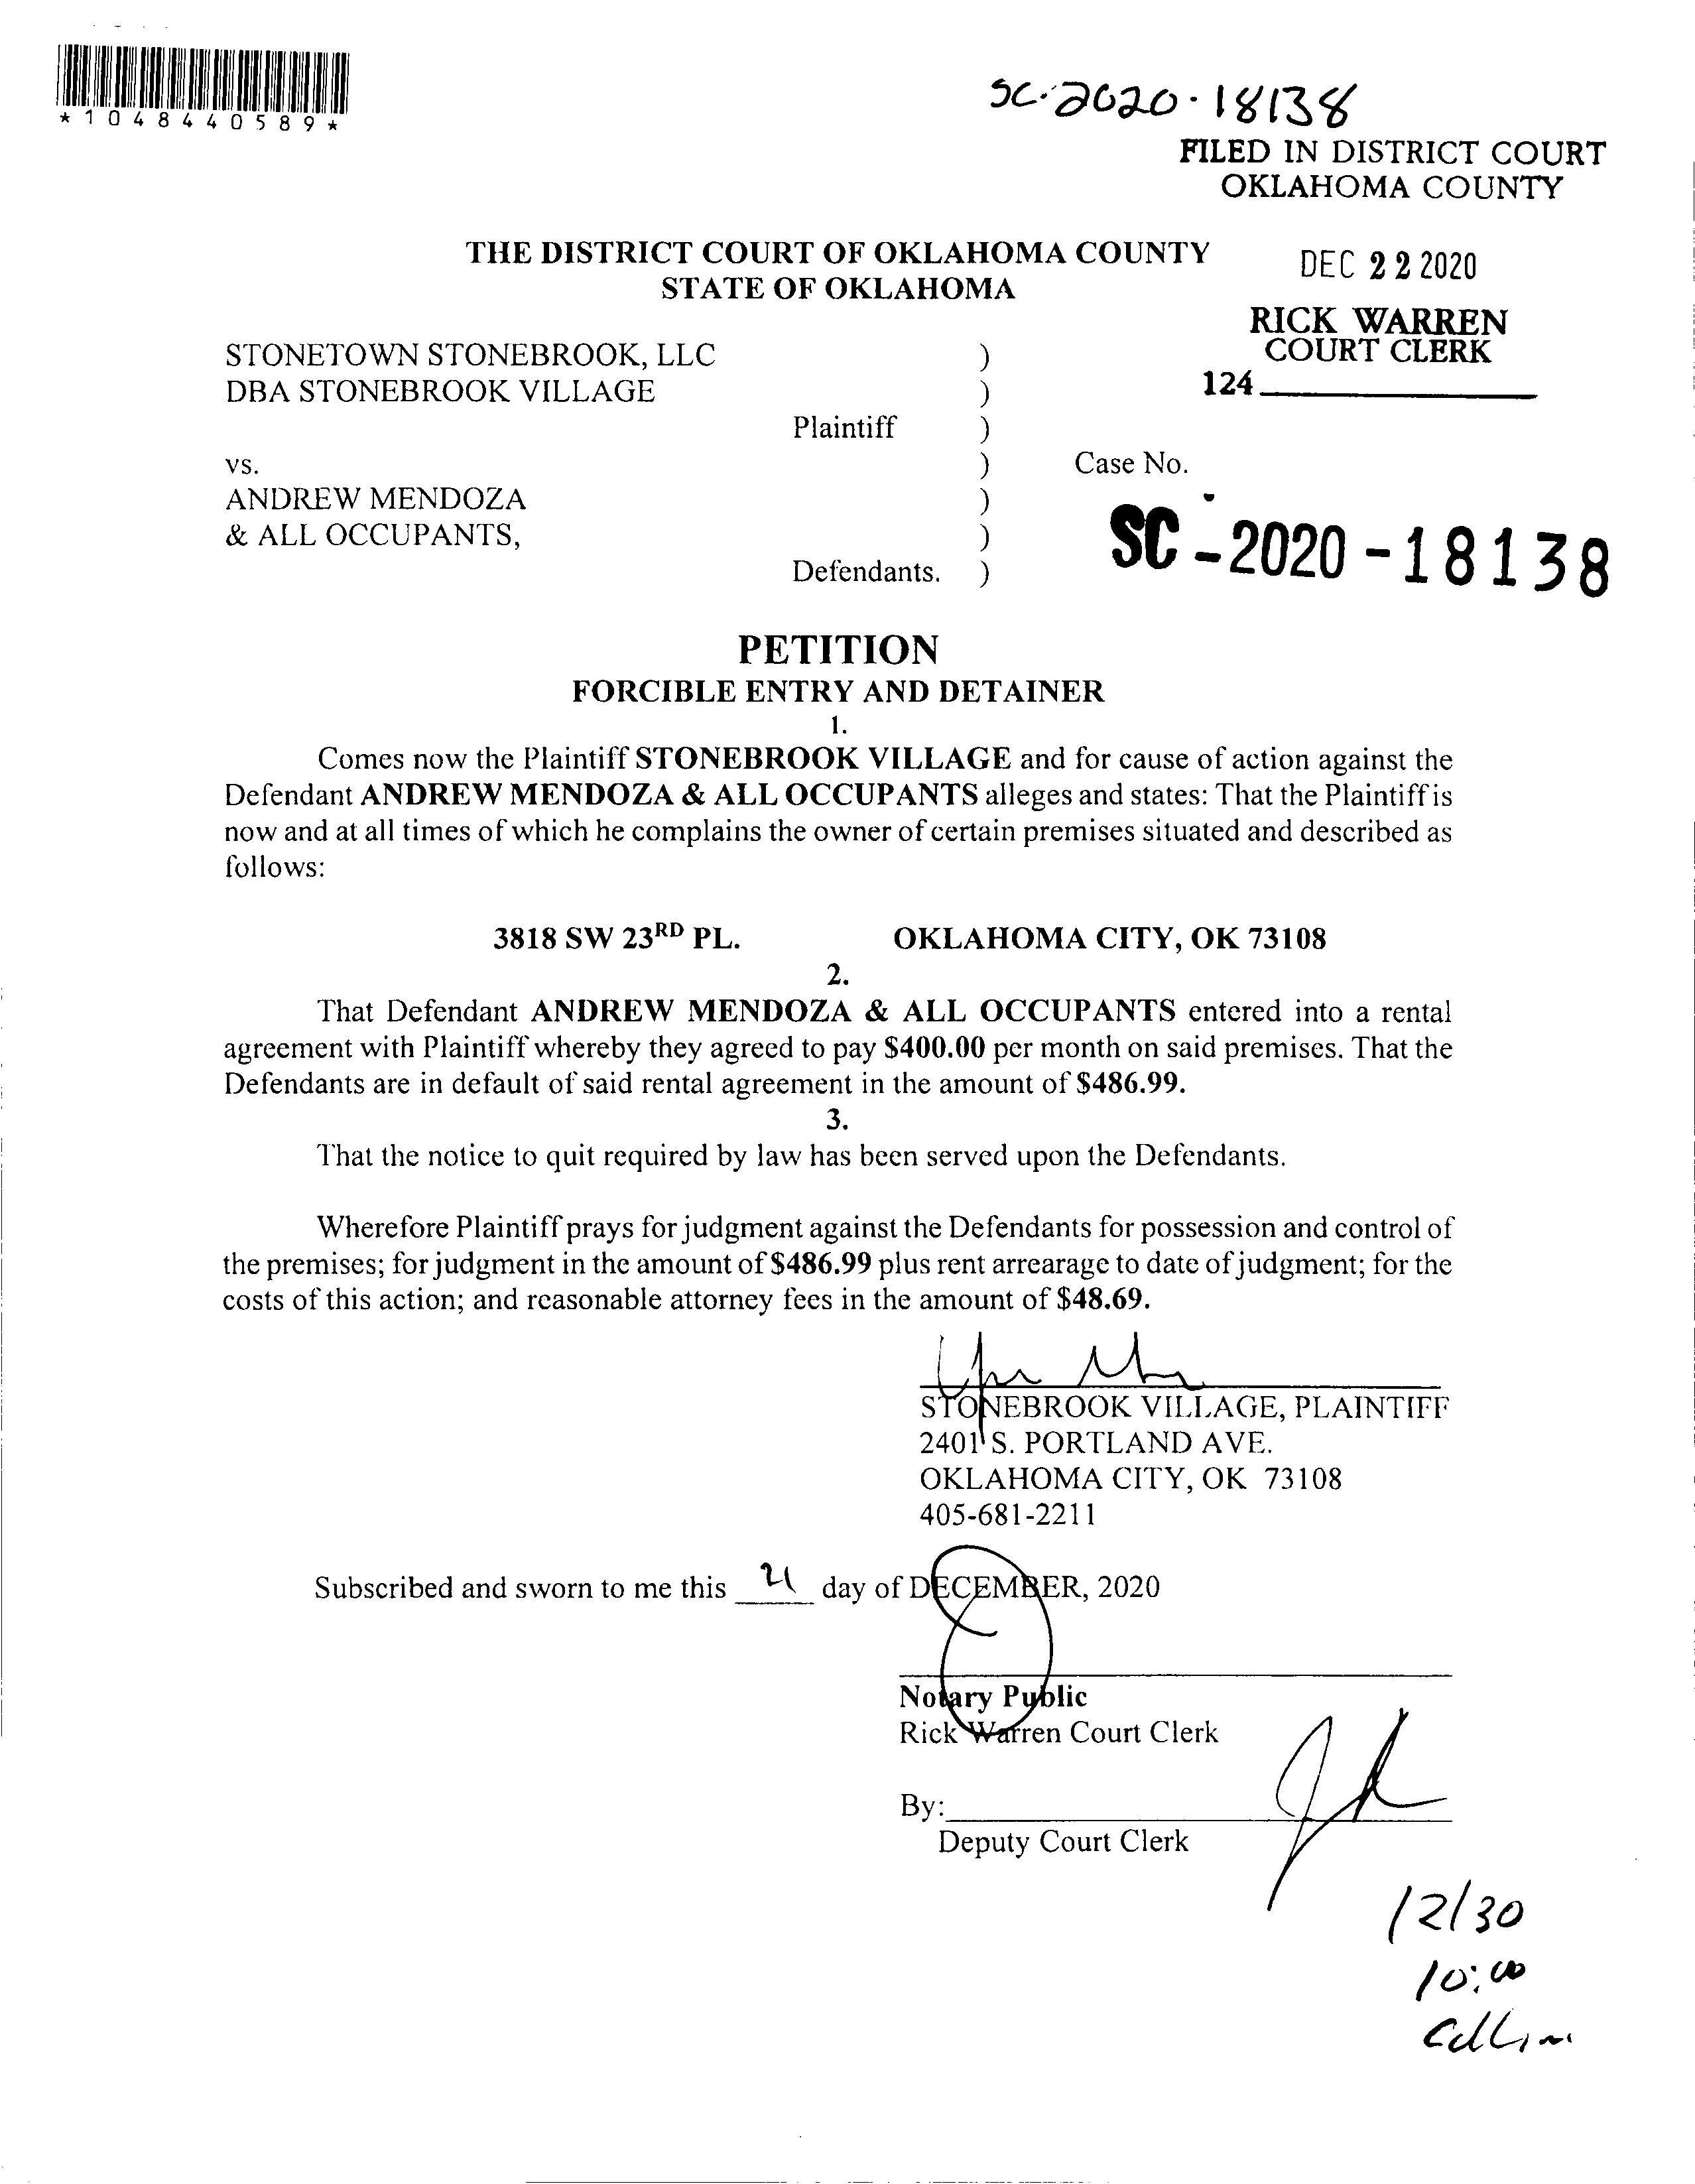 *1048440589*
SC-2020-18138
FILED IN DISTRICT COURT
OKLAHOMA COUNTY
THE DISTRICT COURT OF OKLAHOMA COUNTY
STATE OF OKLAHOMA
DEC 22 2020
RICK WARREN
COURT CLERK
124
STONETOWN STONEBROOK, LLC )
DBA STONEBROOK VILLAGE )
Plaintiff )
vs. ) Case No.
ANDREW MENDOZA )
& ALL OCCUPANTS, )
Defendants. )
SC-2020-18138
PETITION
FORCIBLE ENTRY AND DETAINER
1.
Comes now the Plaintiff STONEBROOK VILLAGE and for cause of action against the
Defendant ANDREW MENDOZA & ALL OCCUPANTS alleges and states: That the Plaintiff is
now and at all times of which he complains the owner of certain premises situated and described as
follows:
3818 SW 23RD PL. OKLAHOMA CITY, OK 73108
2.
That Defendant ANDREW MENDOZA & ALL OCCUPANTS entered into a rental
agreement with Plaintiff whereby they agreed to pay $400.00 per month on said premises. That the
Defendants are in default of said rental agreement in the amount of $486.99.
3.
That the notice to quit required by law has been served upon the Defendants.
Wherefore Plaintiff prays for judgment against the Defendants for possession and control of
the premises; for judgment in the amount of $486.99 plus rent arrearage to date of judgment; for the
costs of this action; and reasonable attorney fees in the amount of $48.69.
STONEBROOK VILLAGE, PLAINTIFF
2401 S. PORTLAND AVE.
OKLAHOMA CITY, OK 73108
405-681-2211
Subscribed and sworn to me this 21 day of DECEMBER, 2020
Notary Public
Rick Warren Court Clerk
By:
Deputy Court Clerk
12/30
10:00